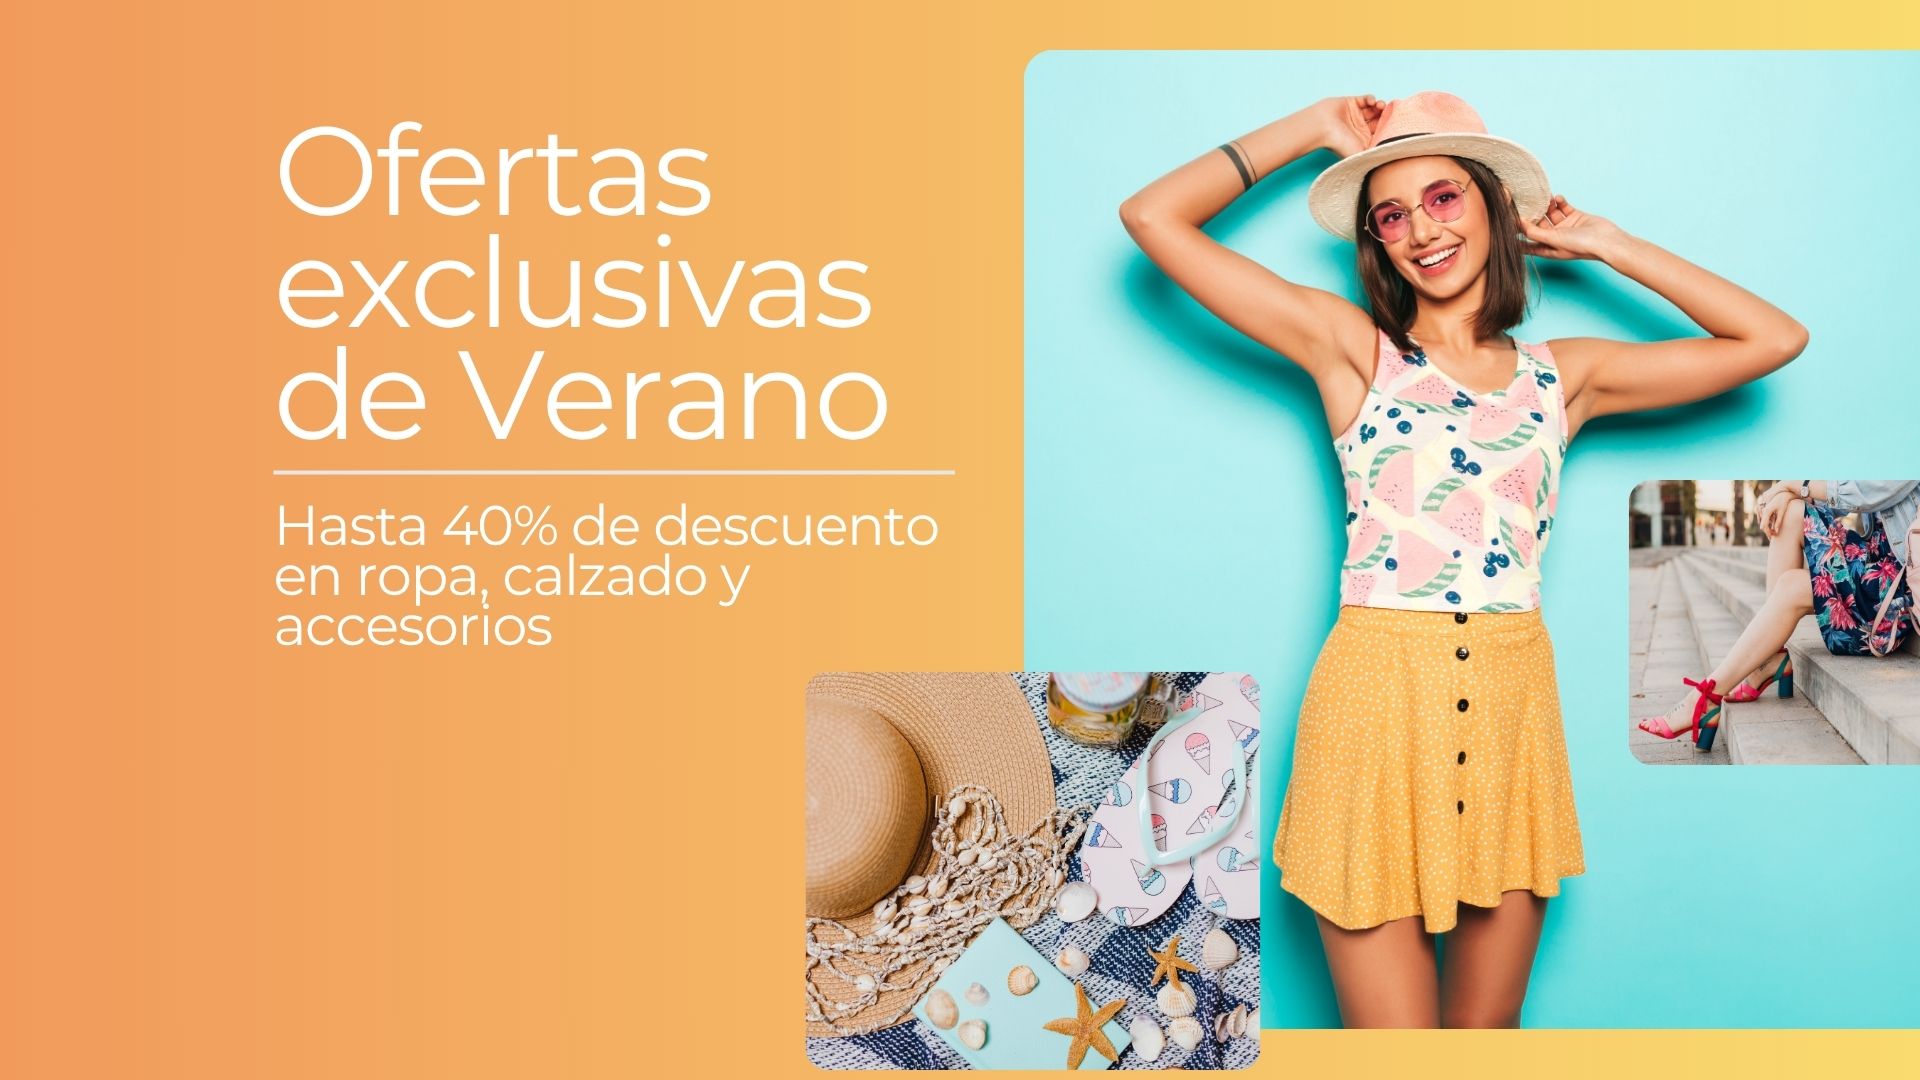 Ofertas
exclusivas
de Verano
Hasta 40% de descuento
en ropa, calzado y
accesorios